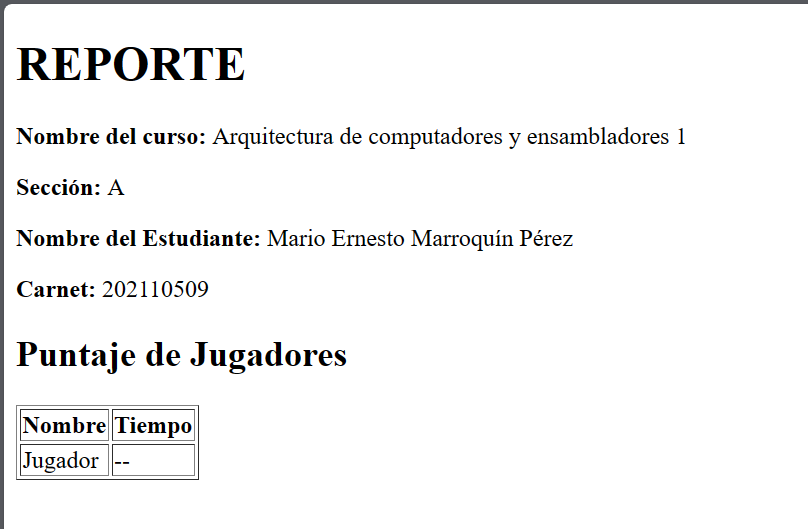 REPORTE
Nombre del curso: Arquitectura de computadores y ensambladores 1
Sección: A
Nombre del Estudiante: Mario Ernesto Marroquín Pérez
Carnet: 202110509
Puntaje de Jugadores
Nombre Tiempo
Jugador --